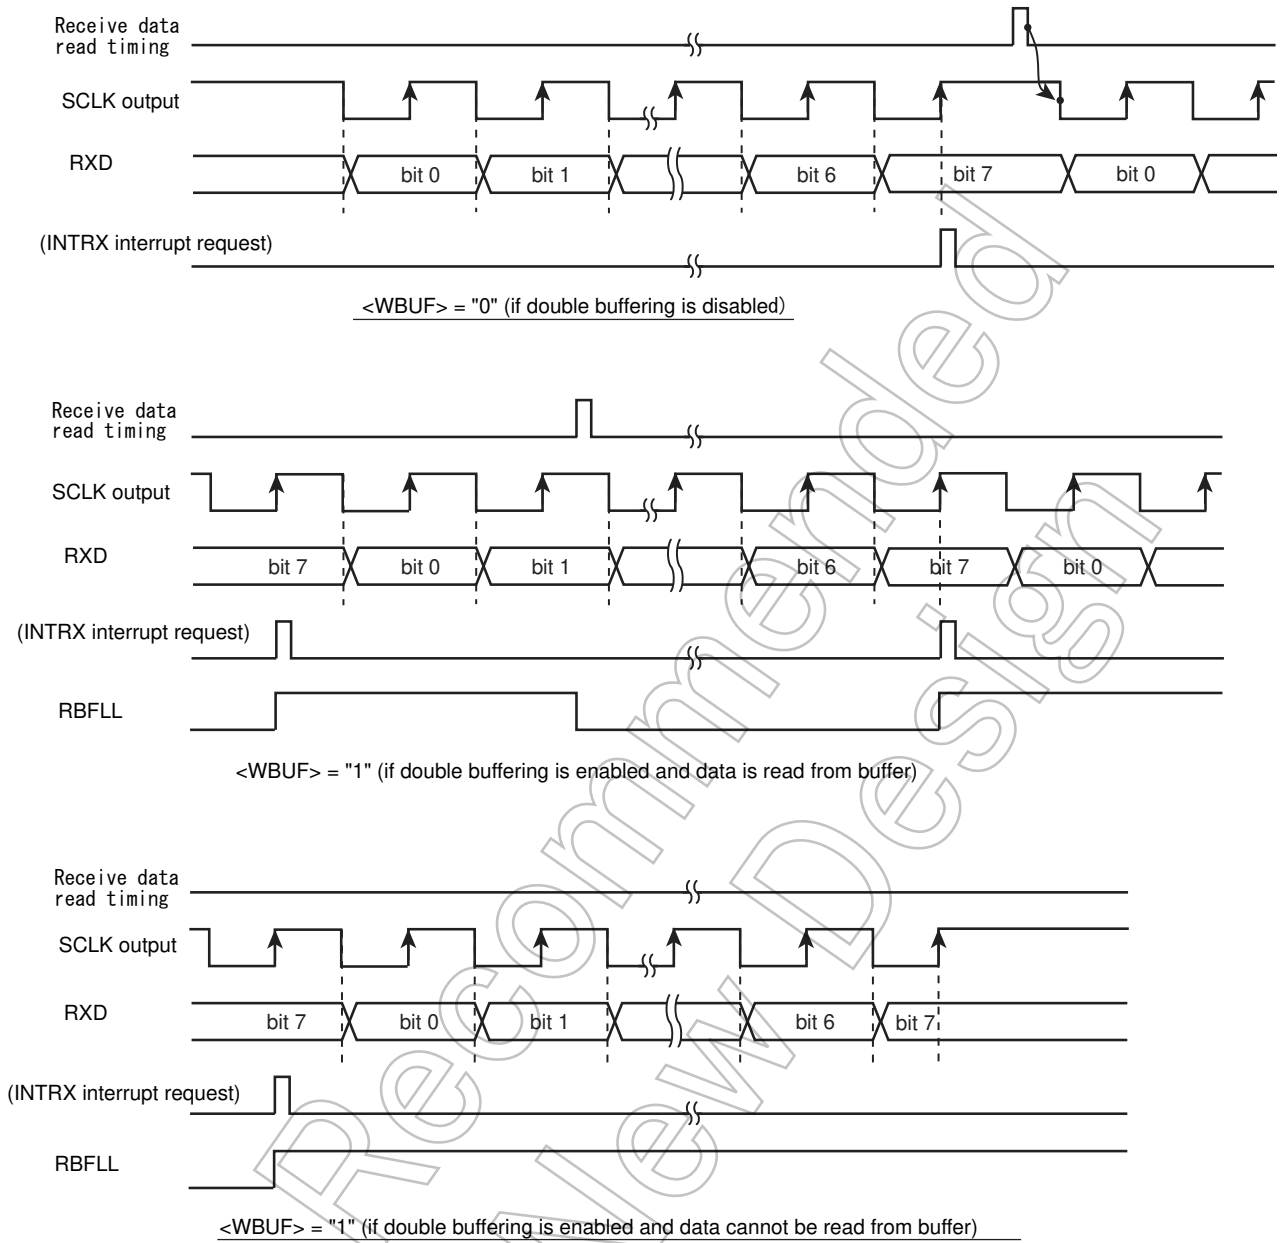 Receive data
read timing
SCLK output
RXD
bit 0
bit 1
bit 6
bit 7
bit 0
(INTRX interrupt request)
<WBUF> = "0" (if double buffering is disabled)
Receive data
read timing
SCLK output
RXD
bit 7
bit 0
bit 1
bit 6
bit 7
bit 0
(INTRX interrupt request)
RBFLL
<WBUF> = "1" (if double buffering is enabled and data is read from buffer)
Receive data
read timing
SCLK output
RXD
bit 7
bit 0
bit 1
bit 6
bit 7
(INTRX interrupt request)
RBFLL
<WBUF> = "1" (if double buffering is enabled and data cannot be read from buffer)
Recommended
New Design